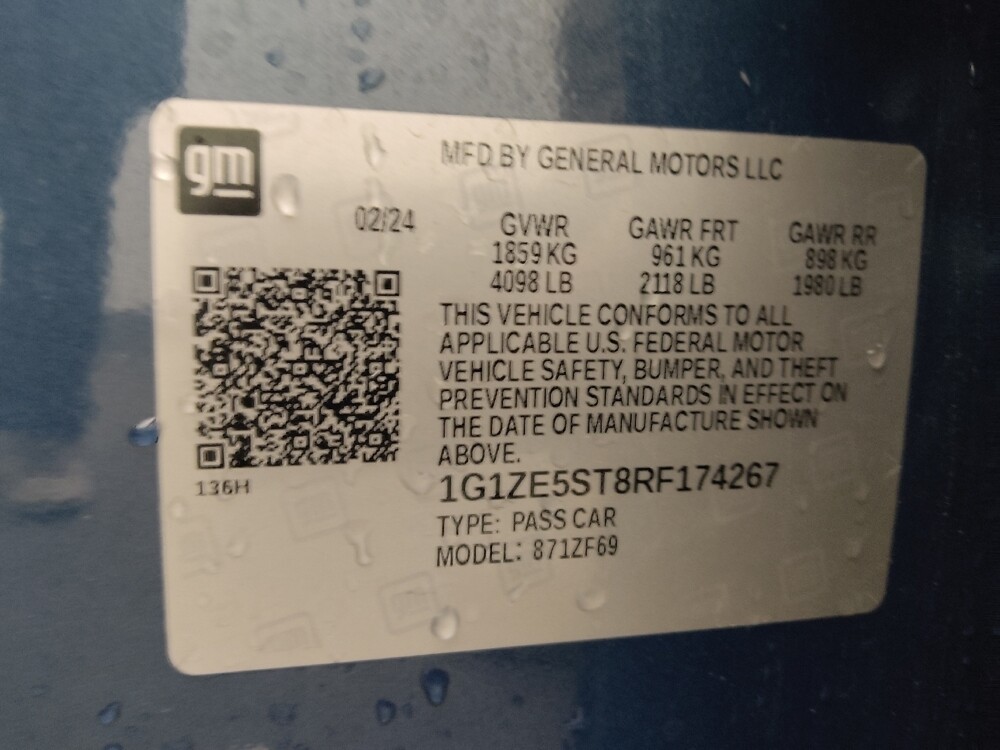 gm
MFD BY GENERAL MOTORS LLC
02/24
GVWR GAWR FRT GAWR RR
1859 KG 961 KG 898 KG
4098 LB 2118 LB 1980 LB
THIS VEHICLE CONFORMS TO ALL
APPLICABLE U.S. FEDERAL MOTOR
VEHICLE SAFETY, BUMPER, AND THEFT
PREVENTION STANDARDS IN EFFECT ON
THE DATE OF MANUFACTURE SHOWN
ABOVE.
136H
1G1ZE5ST8RF174267
TYPE: PASS CAR
MODEL: 871ZF69